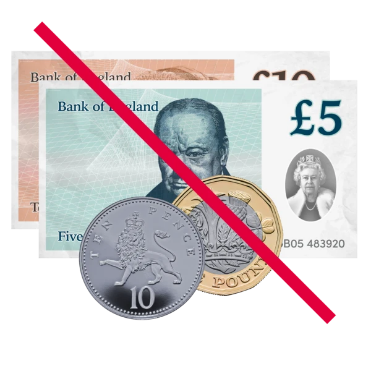 Bank of England
£10
Bank of England
£5
Five
TEN PENCE
10
POUND
B05 483920